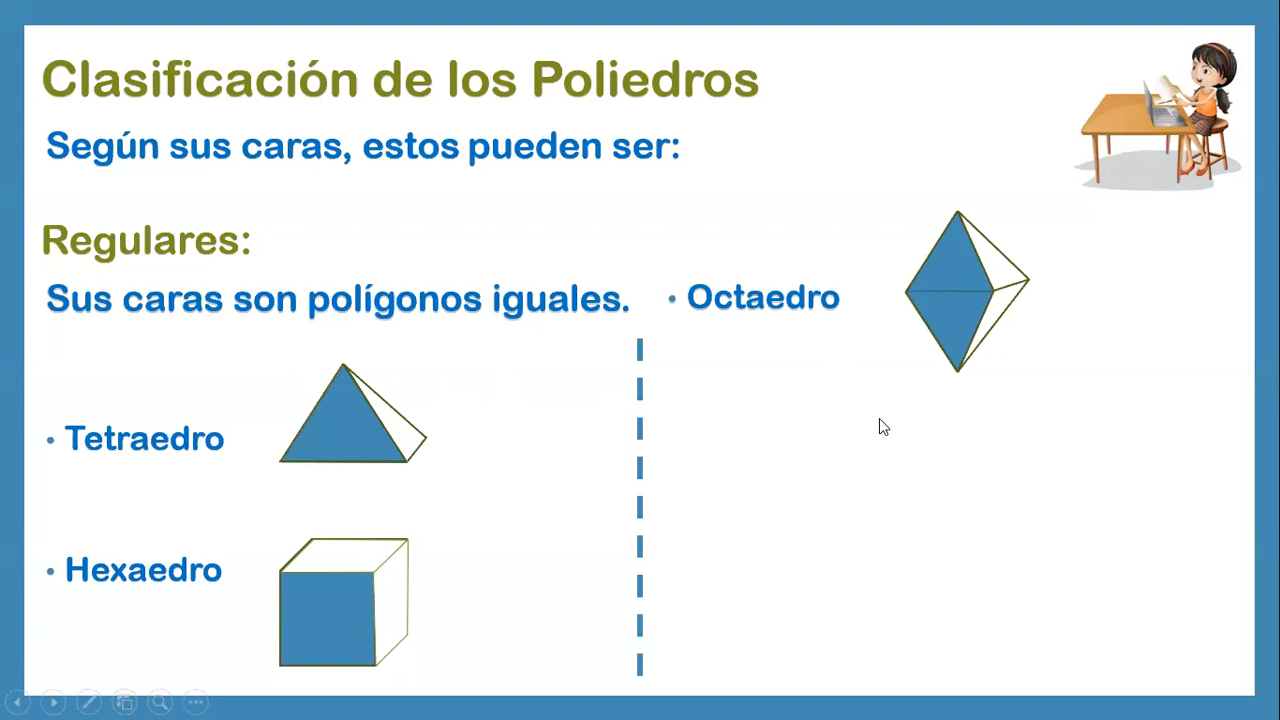 Clasificación de los Poliedros
Según sus caras, estos pueden ser:
Regulares:
Sus caras son polígonos iguales.
• Tetraedro
• Hexaedro
• Octaedro